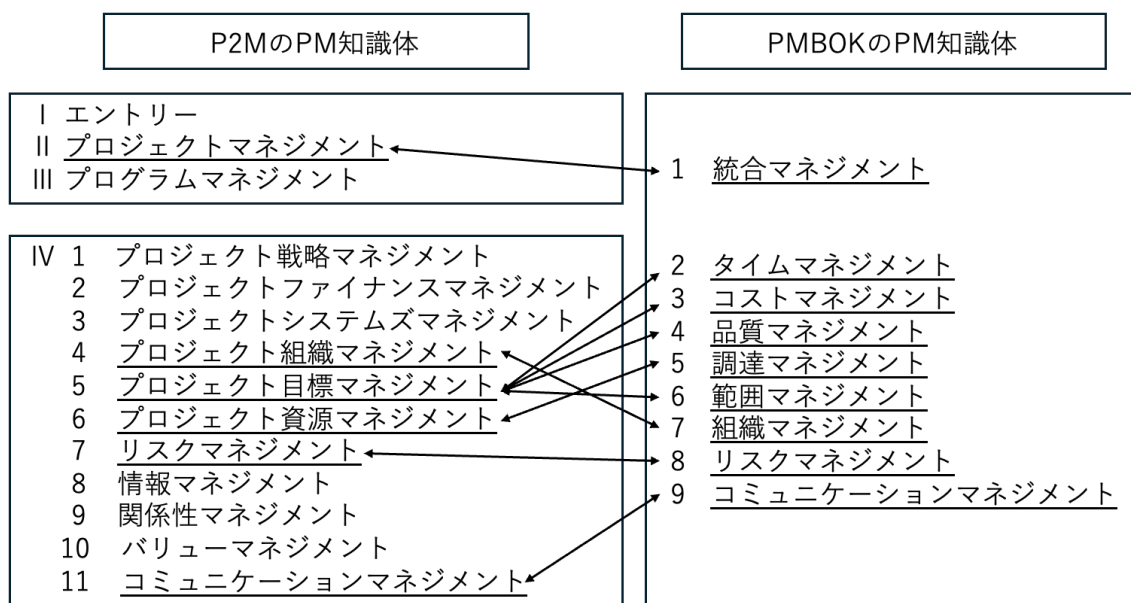 P2MのPM知識体
PMBOKのPM知識体
Ⅰ エントリー
Ⅱ プロジェクトマネジメント
Ⅲ プログラムマネジメント
Ⅳ 1 プロジェクト戦略マネジメント
2 プロジェクトファイナンスマネジメント
3 プロジェクトシステムズマネジメント
4 プロジェクト組織マネジメント
5 プロジェクト目標マネジメント
6 プロジェクト資源マネジメント
7 リスクマネジメント
8 情報マネジメント
9 関係性マネジメント
10 バリューマネジメント
11 コミュニケーションマネジメント
1 統合マネジメント
2 タイムマネジメント
3 コストマネジメント
4 品質マネジメント
5 調達マネジメント
6 範囲マネジメント
7 組織マネジメント
8 リスクマネジメント
9 コミュニケーションマネジメント